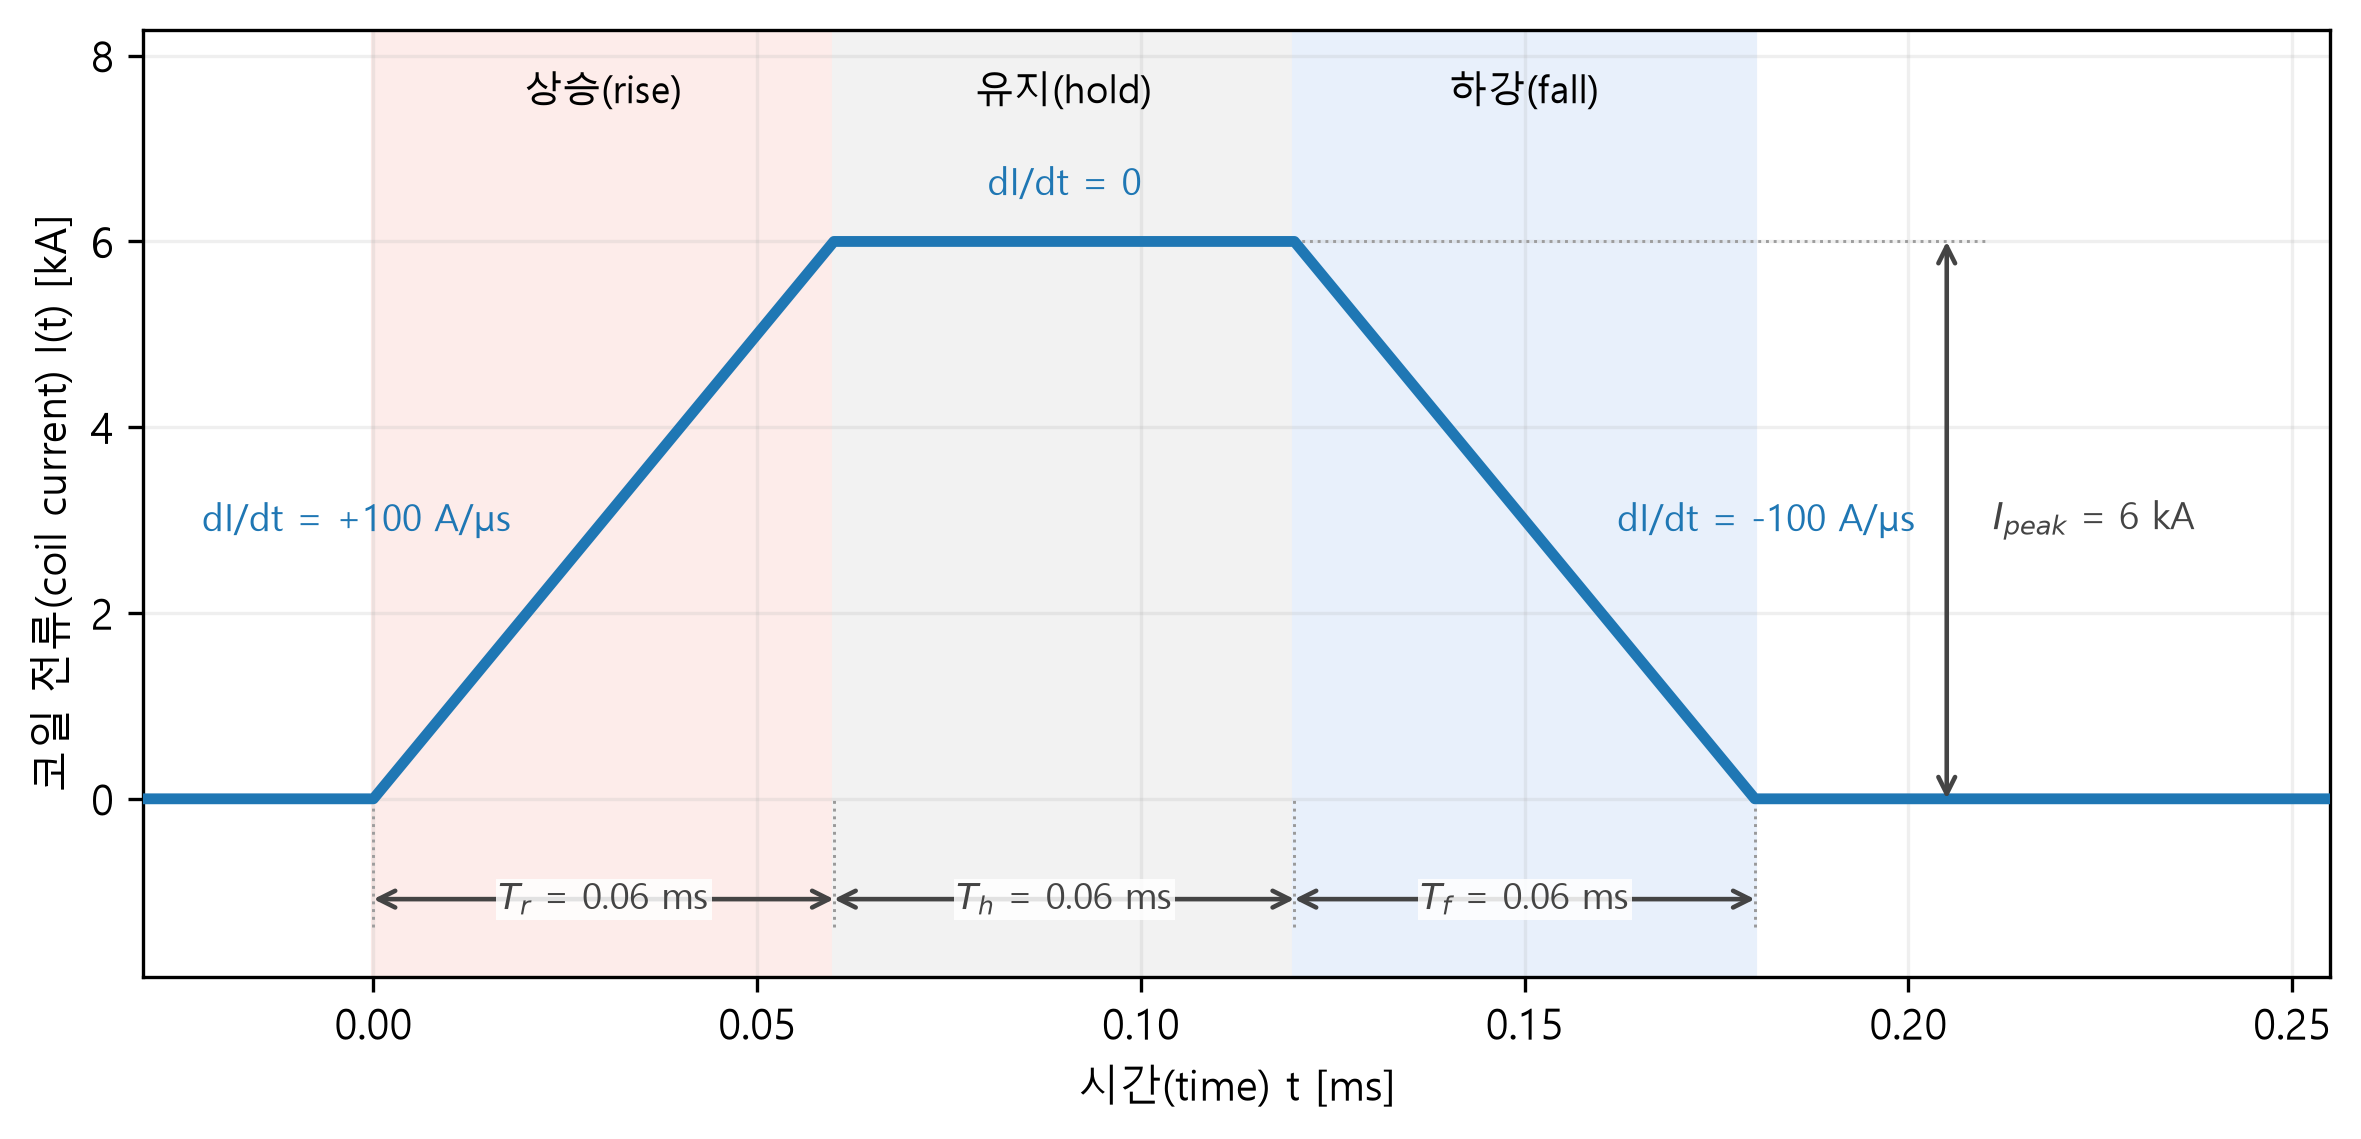 8
6
4
2
0
코일 전류(coil current) I(t) [kA]
상승(rise)
유지(hold)
하강(fall)
dI/dt = 0
dI/dt = +100 A/µs
dI/dt = -100 A/µs
I_peak = 6 kA
T_r = 0.06 ms
T_h = 0.06 ms
T_f = 0.06 ms
0.00
0.05
0.10
0.15
0.20
0.25
시간(time) t [ms]